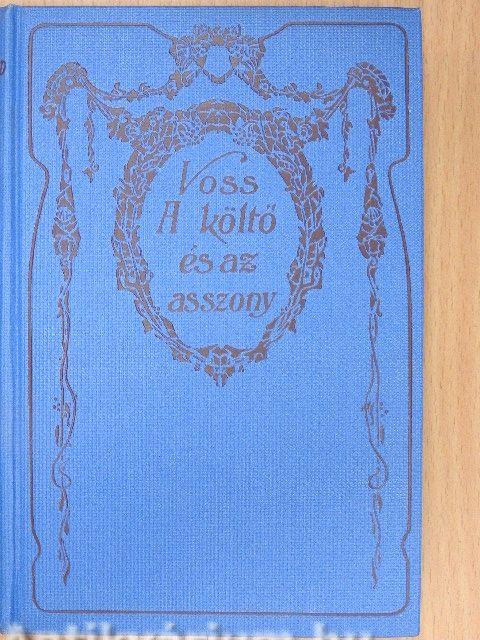 Voss
A költő
és az
asszony